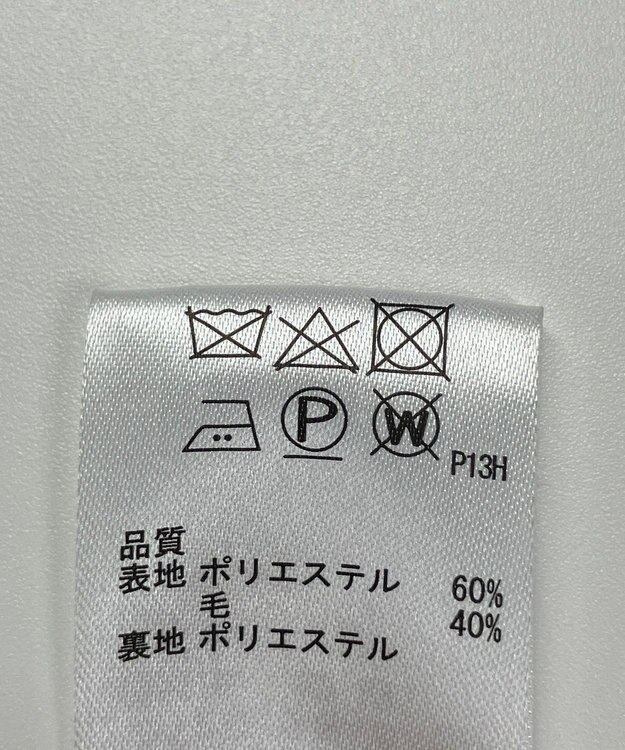 P W P13H
品質
表地 ポリエステル 60%
毛 40%
裏地 ポリエステル